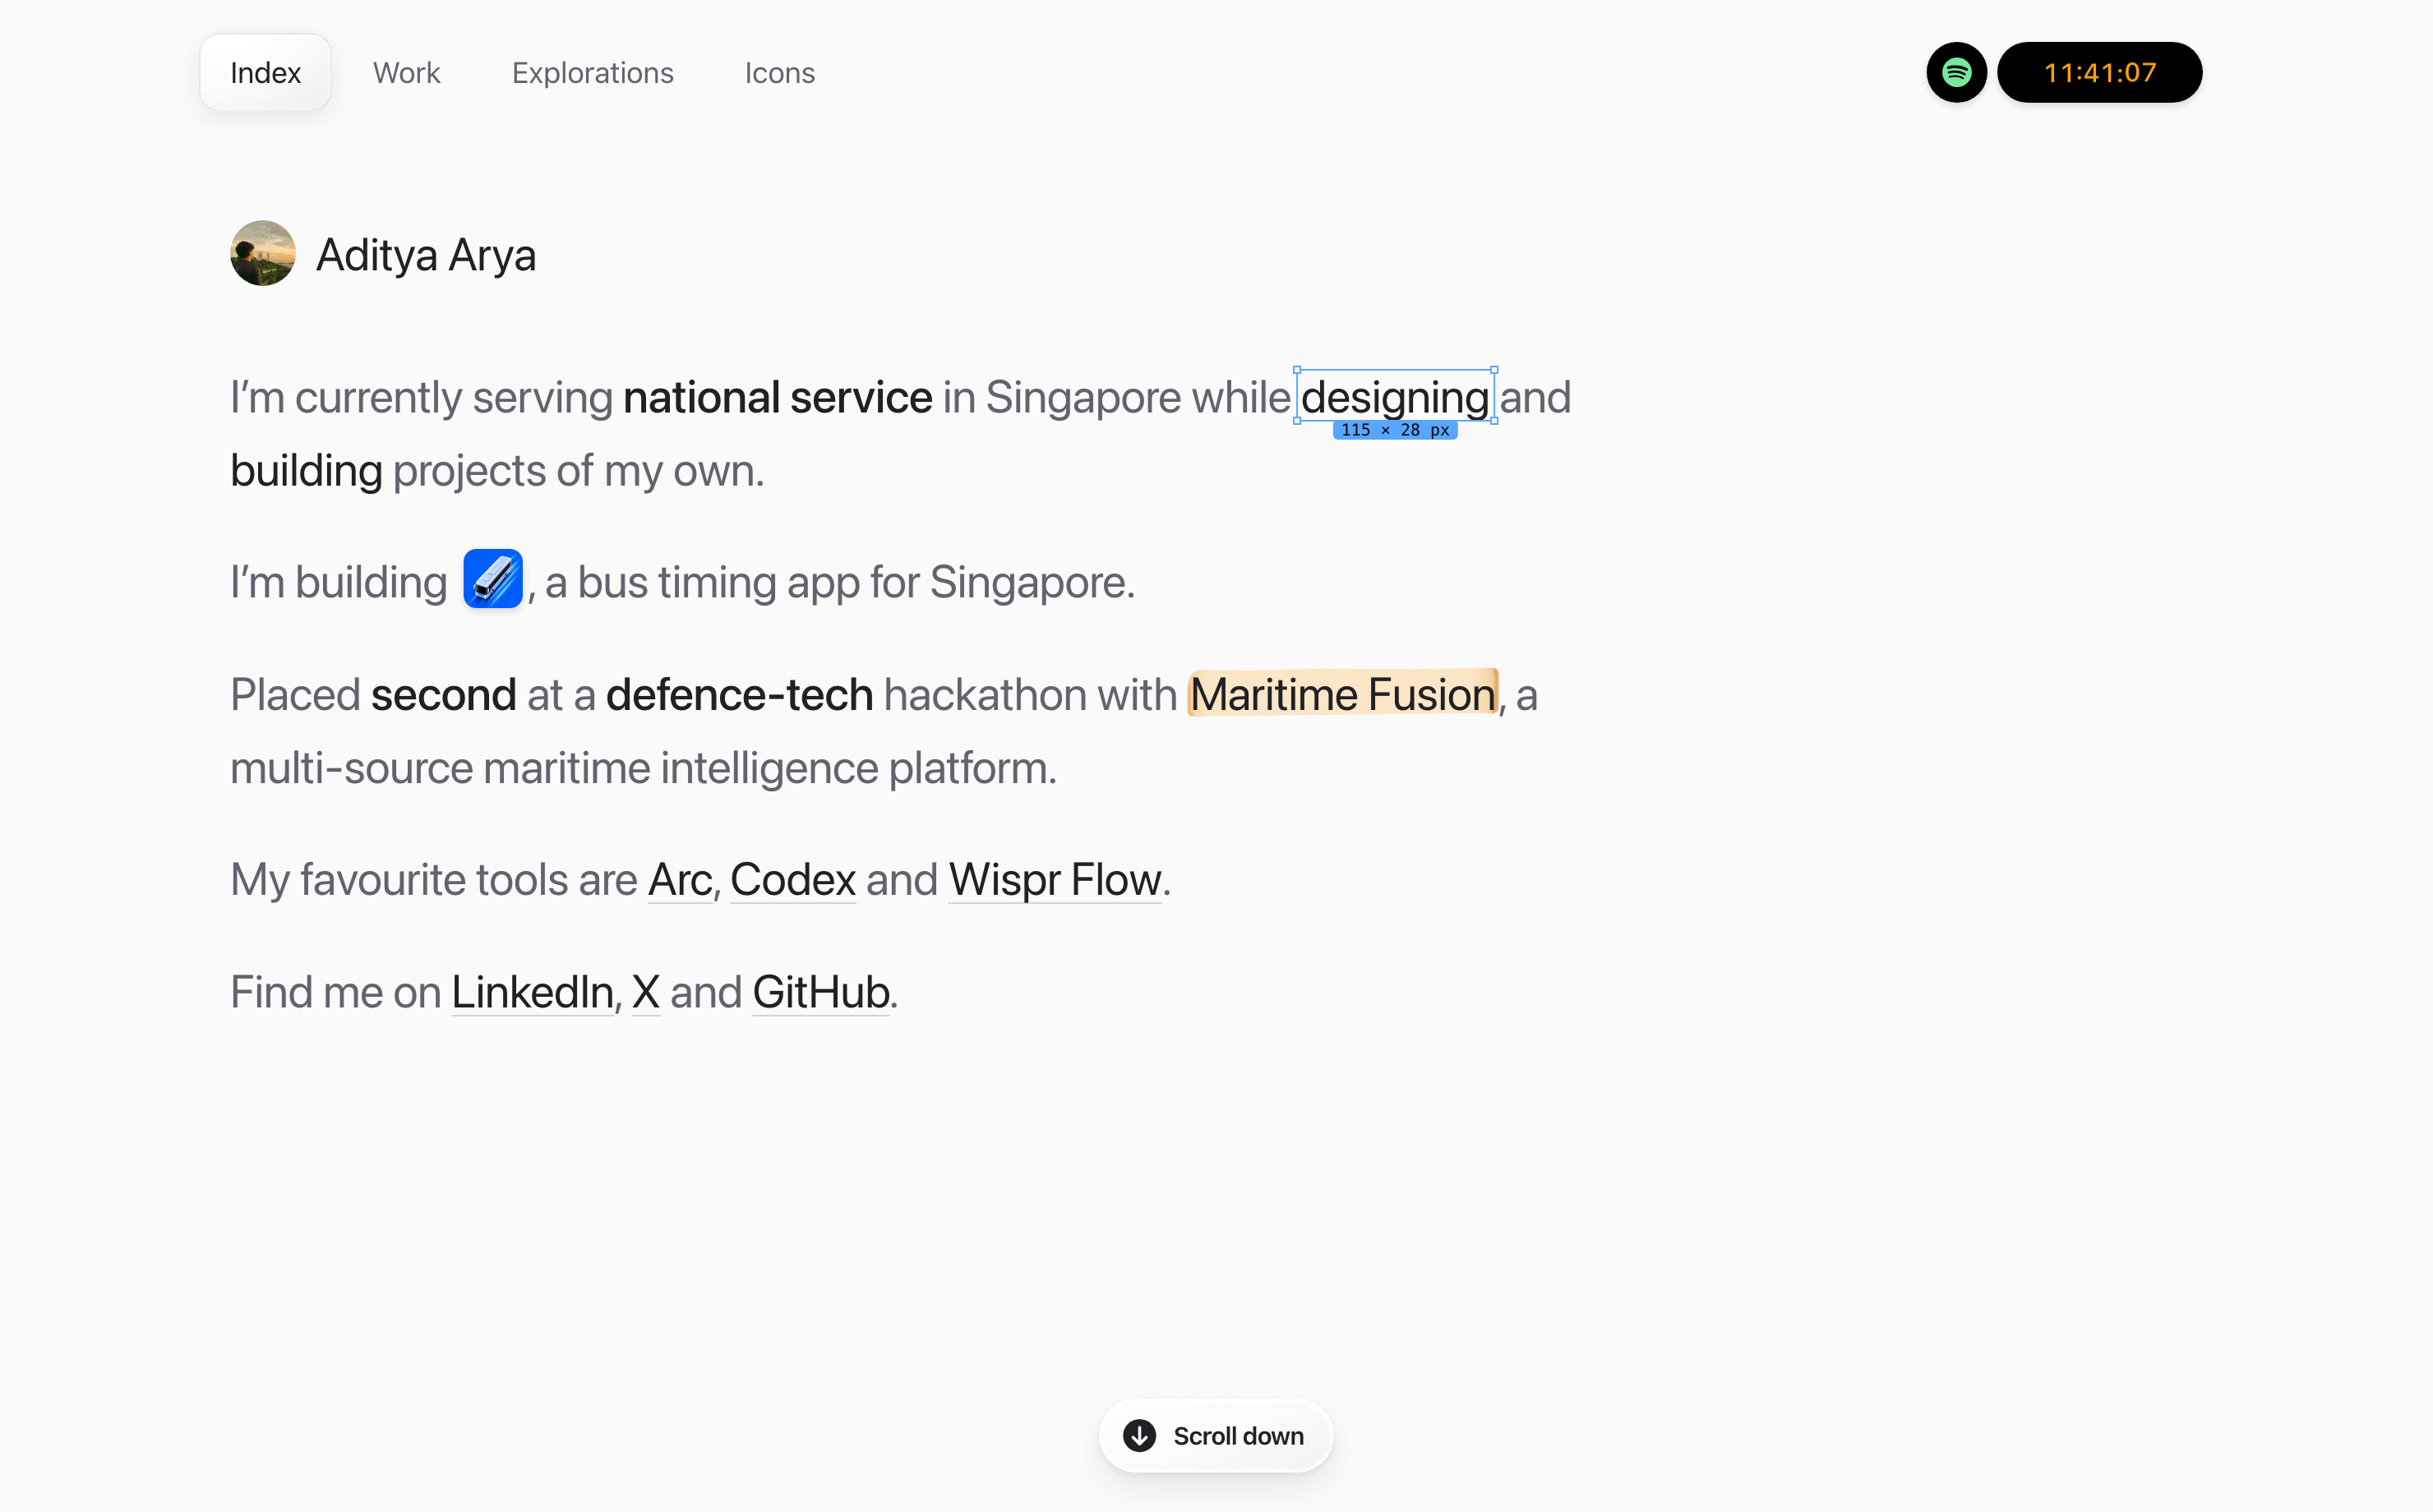 Index
Work
Explorations
Icons
11:41:07
Aditya Arya
I’m currently serving national service in Singapore while designing and
115 × 28 px
building projects of my own.
I’m building , a bus timing app for Singapore.
Placed second at a defence-tech hackathon with Maritime Fusion, a
multi-source maritime intelligence platform.
My favourite tools are Arc, Codex and Wispr Flow.
Find me on LinkedIn, X and GitHub.
Scroll down